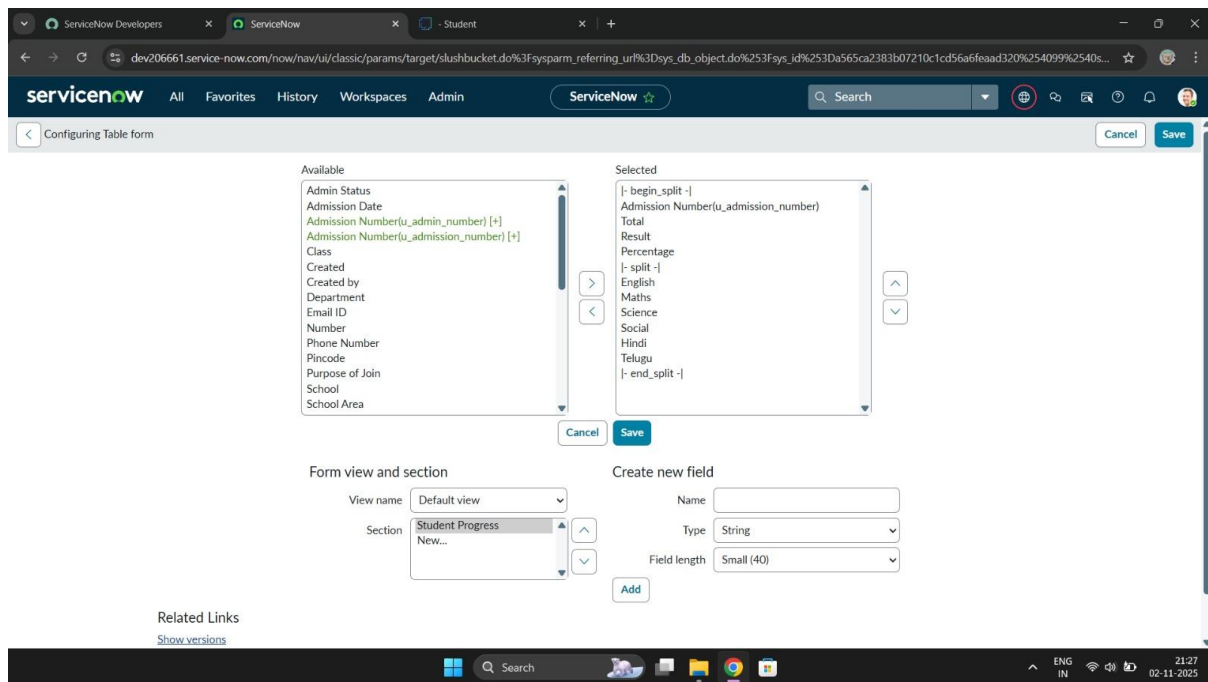 ServiceNow Developers
ServiceNow
- Student
dev206661.service-now.com/now/nav/ui/classic/params/target/slushbucket.do%3Fsysparm_referring_url%3Dsys_db_object.do%253Fsys_id%253Da565ca2383b07210c1cd56a6feaad320%254099%2540s...
servicenow All Favorites History Workspaces Admin ServiceNow Search
Configuring Table form Cancel Save
Available
Admin Status
Admission Date
Admission Number(u_admin_number) [+]
Admission Number(u_admission_number) [+]
Class
Created
Created by
Department
Email ID
Number
Phone Number
Pincode
Purpose of Join
School
School Area
Selected
|- begin_split -|
Admission Number(u_admission_number)
Total
Result
Percentage
|- split -|
English
Maths
Science
Social
Hindi
Telugu
|- end_split -|
Cancel Save
Form view and section
View name Default view
Section Student Progress
New...
Create new field
Name
Type String
Field length Small (40)
Add
Related Links
Show versions
Search
ENG
IN
21:27
02-11-2025